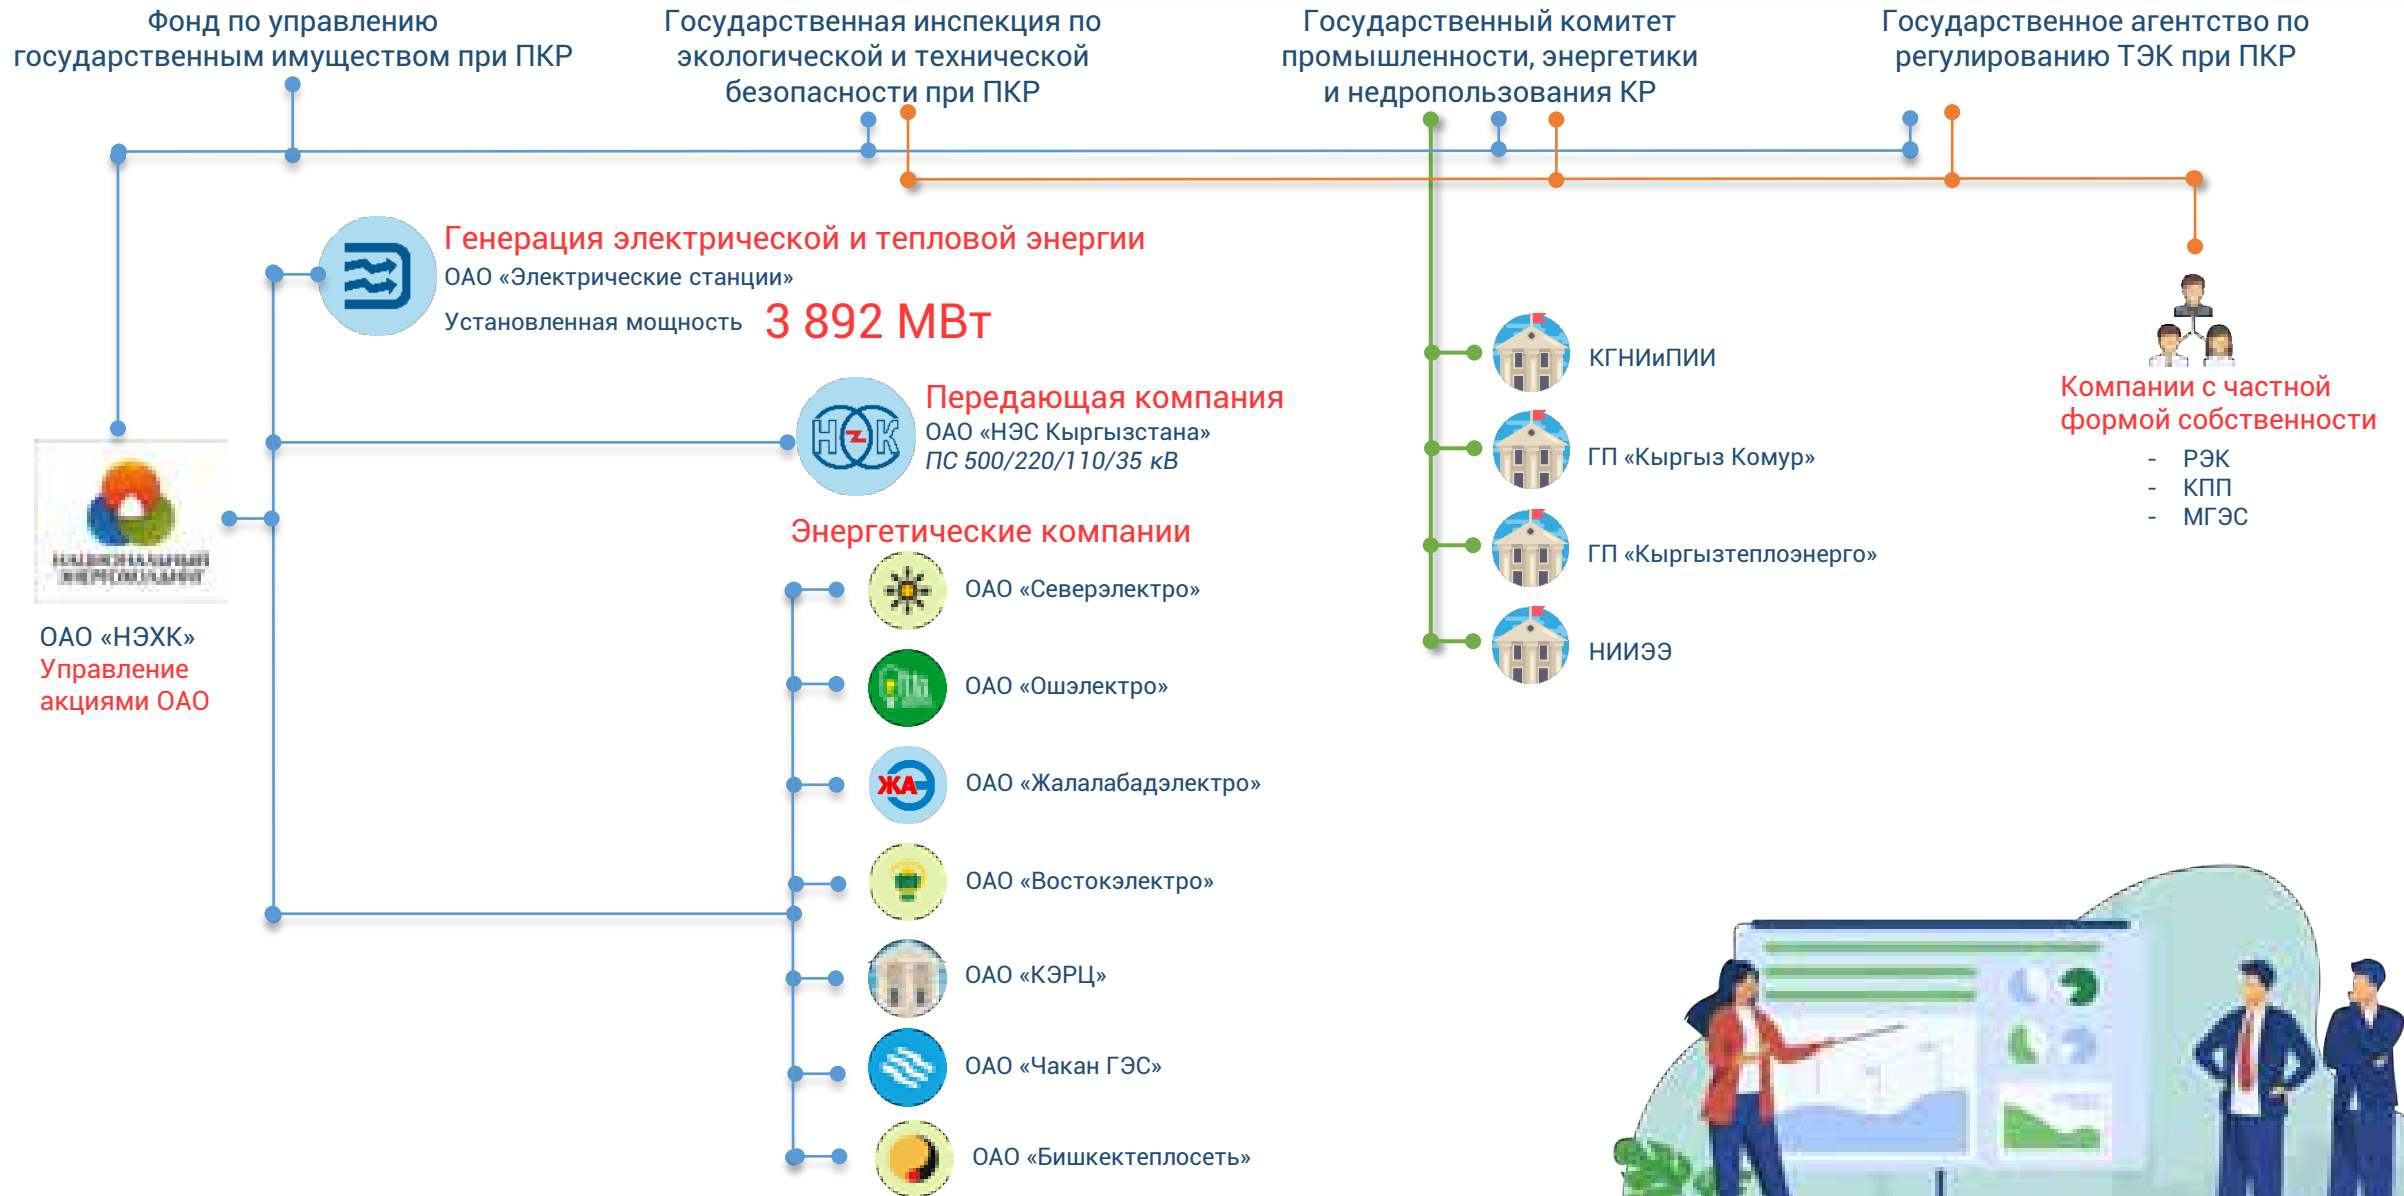 Фонд по управлению
государственным имуществом при ПКР
Государственная инспекция по
экологической и технической
безопасности при ПКР
Государственный комитет
промышленности, энергетики
и недропользования КР
Государственное агентство по
регулированию ТЭК при ПКР
Генерация электрической и тепловой энергии
ОАО «Электрические станции»
Установленная мощность 3 892 МВт
Передающая компания
ОАО «НЭС Кыргызстана»
ПС 500/220/110/35 кВ
НАЦИОНАЛЬНЫЙ
ЭНЕРГОХОЛДИНГ
ОАО «НЭХК»
Управление
акциями ОАО
Энергетические компании
ОАО «Северэлектро»
ОАО «Ошэлектро»
ЖАЭ
ОАО «Жалалабадэлектро»
ОАО «Востокэлектро»
ОАО «КЭРЦ»
ОАО «Чакан ГЭС»
ОАО «Бишкектеплосеть»
КГНИиПИИ
ГП «Кыргыз Комур»
ГП «Кыргызтеплоэнерго»
НИИЭЭ
Компании с частной
формой собственности
- РЭК
- КПП
- МГЭС